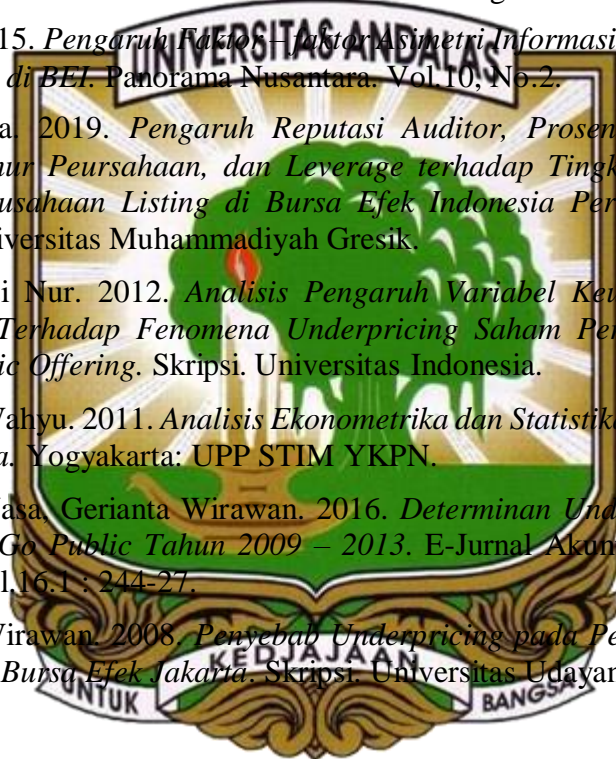 15. Pengaruh Faktor – faktor Asimetri Informasi
UNIVERSITAS ANDALAS
di BEI. Panorama Nusantara. Vol.10, No.2.
a. 2019. Pengaruh Reputasi Auditor, Prosen
ur Peursahaan, dan Leverage terhadap Tingk
usahaan Listing di Bursa Efek Indonesia Per
iversitas Muhammadiyah Gresik.
i Nur. 2012. Analisis Pengaruh Variabel Keu
Terhadap Fenomena Underpricing Saham Per
ic Offering. Skripsi. Universitas Indonesia.
Wahyu. 2011. Analisis Ekonometrika dan Statistika
a. Yogyakarta: UPP STIM YKPN.
asa, Gerianta Wirawan. 2016. Determinan Und
Go Public Tahun 2009 – 2013. E-Jurnal Akun
l.16.1 : 244-27.
Wirawan. 2008. Penyebab Underpricing pada Pe
KEDJAJAAN
Bursa Efek Jakarta. Skripsi. Universitas Udayan
UNTUK
BANGSA